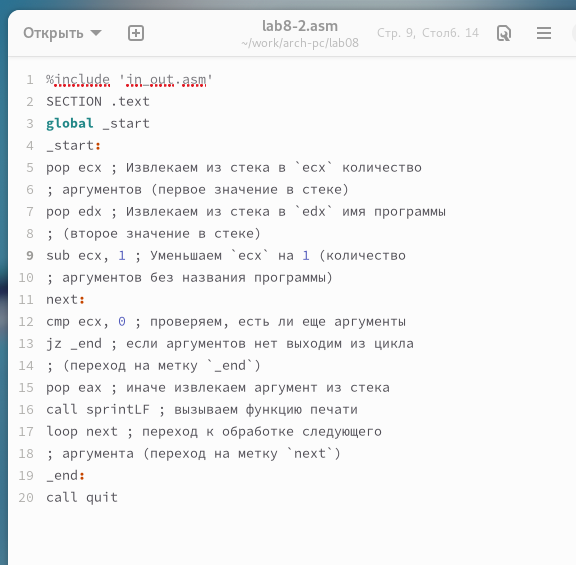 Открыть
lab8-2.asm
~/work/arch-pc/lab08
Стр. 9, Столб. 14
1 %include 'in_out.asm'
2 SECTION .text
3 global _start
4 _start:
5 pop ecx ; Извлекаем из стека в `ecx` количество
6 ; аргументов (первое значение в стеке)
7 pop edx ; Извлекаем из стека в `edx` имя программы
8 ; (второе значение в стеке)
9 sub ecx, 1 ; Уменьшаем `ecx` на 1 (количество
10 ; аргументов без названия программы)
11 next:
12 cmp ecx, 0 ; проверяем, есть ли еще аргументы
13 jz _end ; если аргументов нет выходим из цикла
14 ; (переход на метку `_end`)
15 pop eax ; иначе извлекаем аргумент из стека
16 call sprintLF ; вызываем функцию печати
17 loop next ; переход к обработке следующего
18 ; аргумента (переход на метку `next`)
19 _end:
20 call quit